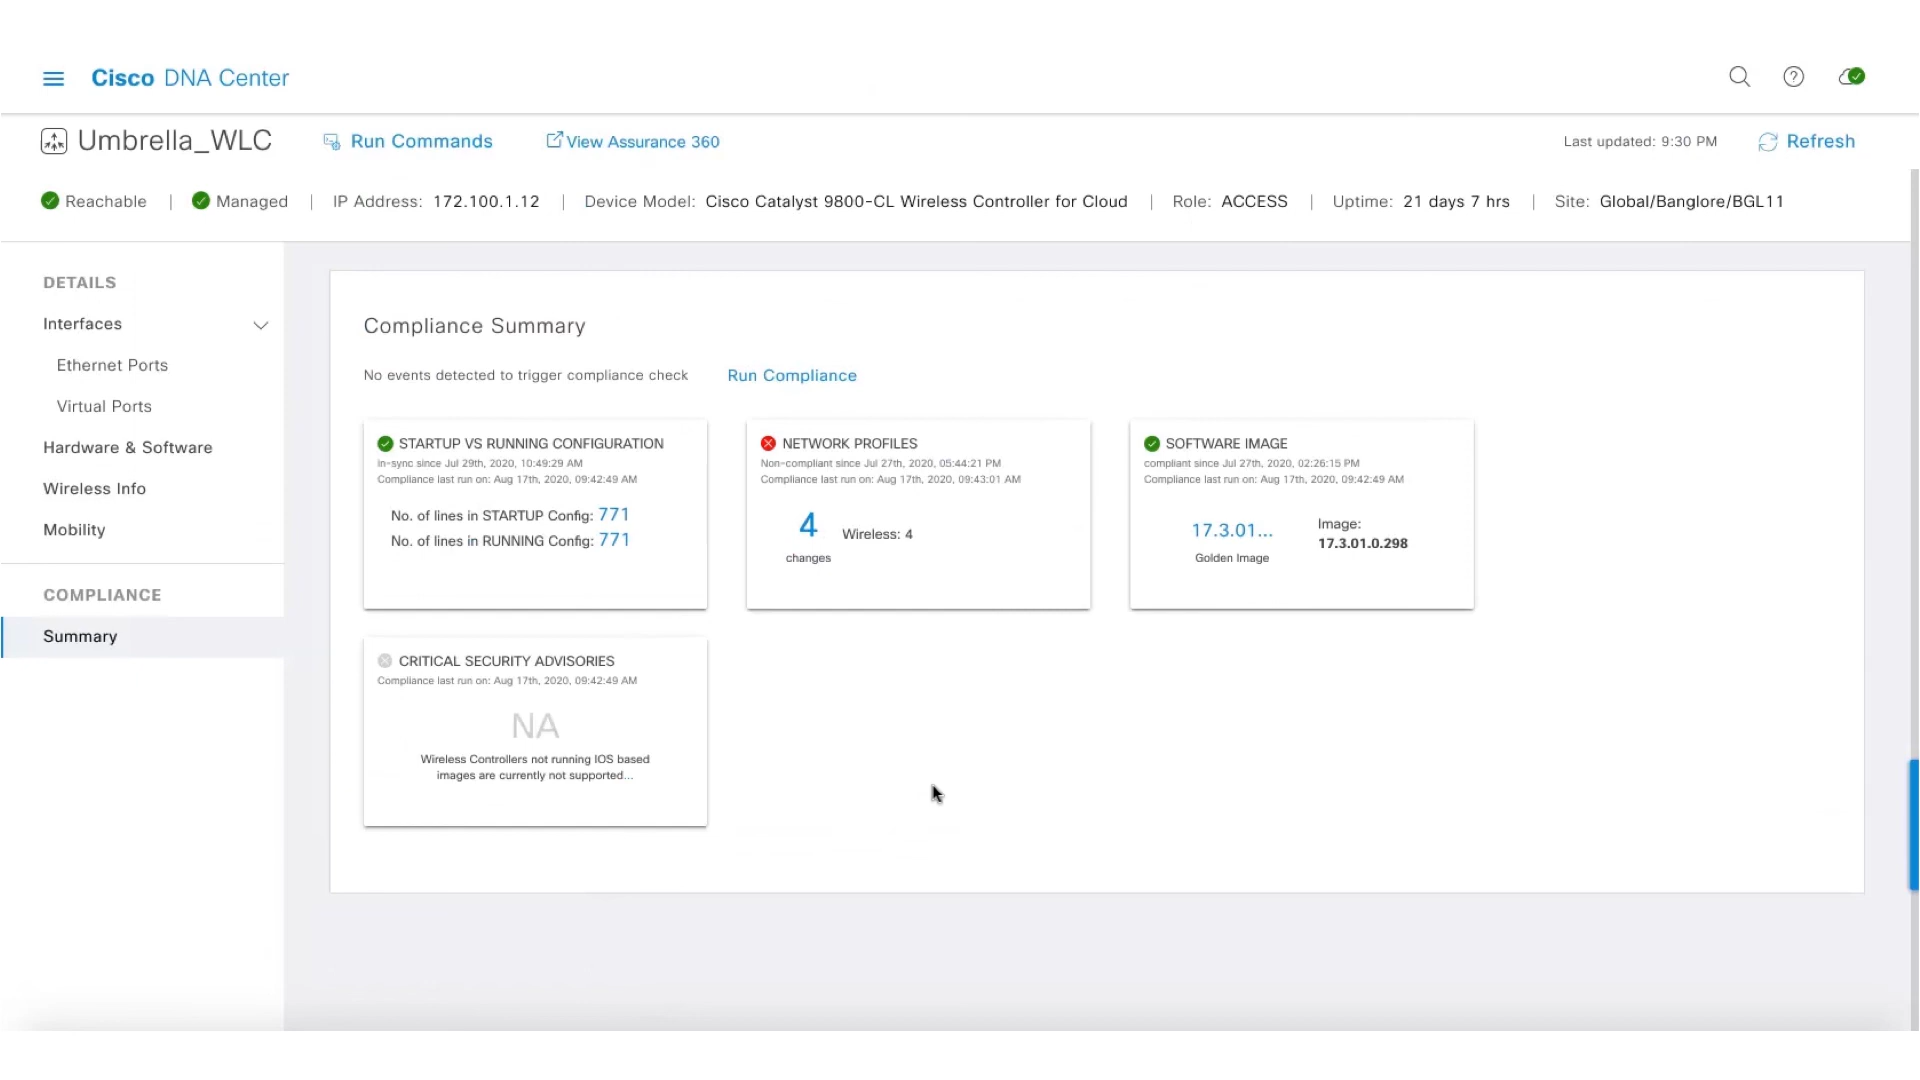 Cisco DNA Center
Umbrella_WLC Run Commands View Assurance 360 Last updated: 9:30 PM Refresh
Reachable | Managed | IP Address: 172.100.1.12 | Device Model: Cisco Catalyst 9800-CL Wireless Controller for Cloud | Role: ACCESS | Uptime: 21 days 7 hrs | Site: Global/Banglore/BGL11
DETAILS
Interfaces
Ethernet Ports
Virtual Ports
Hardware & Software
Wireless Info
Mobility
COMPLIANCE
Summary
Compliance Summary
No events detected to trigger compliance check Run Compliance
STARTUP VS RUNNING CONFIGURATION
in-sync since Jul 29th, 2020, 10:49:29 AM
Compliance last run on: Aug 17th, 2020, 09:42:49 AM
No. of lines in STARTUP Config: 771
No. of lines in RUNNING Config: 771
NETWORK PROFILES
Non-compliant since Jul 27th, 2020, 05:44:21 PM
Compliance last run on: Aug 17th, 2020, 09:43:01 AM
4
changes
Wireless: 4
SOFTWARE IMAGE
compliant since Jul 27th, 2020, 02:26:15 PM
Compliance last run on: Aug 17th, 2020, 09:42:49 AM
17.3.01...
Golden Image
Image:
17.3.01.0.298
CRITICAL SECURITY ADVISORIES
Compliance last run on: Aug 17th, 2020, 09:42:49 AM
NA
Wireless Controllers not running IOS based
images are currently not supported...